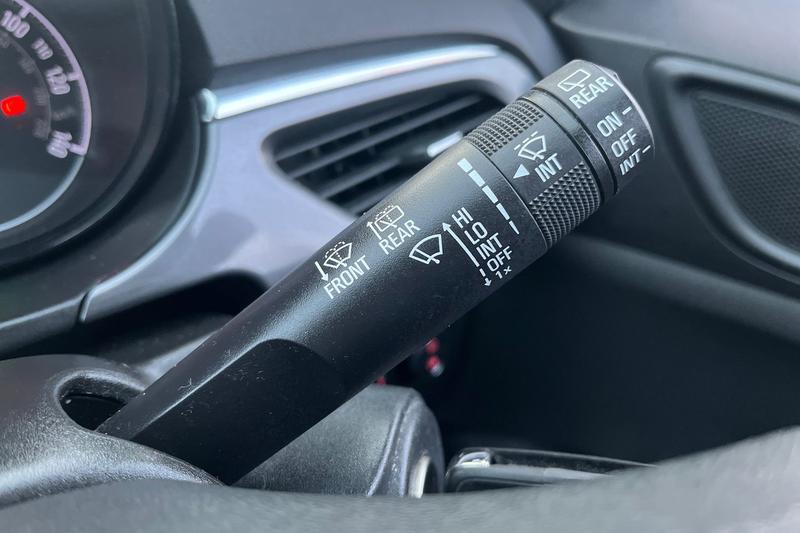 100
110
120
140
REAR
ON
OFF
INT
INT
HI
LO
INT
OFF
1x
REAR
FRONT